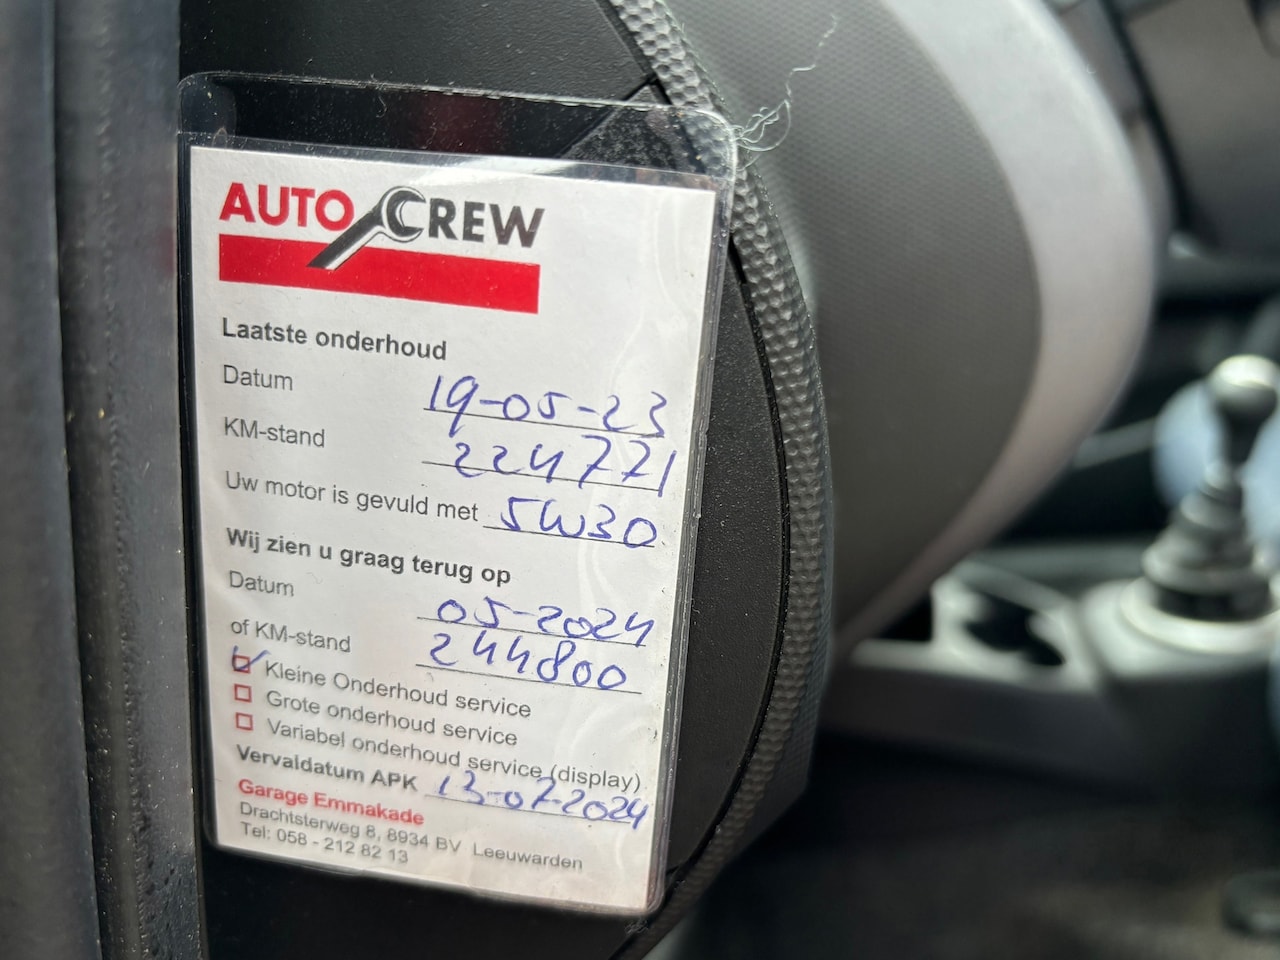 AUTO CREW
Laatste onderhoud
Datum 19-05-23
KM-stand 224771
Uw motor is gevuld met 5W30
Wij zien u graag terug op
Datum 05-2024
of KM-stand 244800
Kleine Onderhoud service
Grote onderhoud service
Variabel onderhoud service (display)
Vervaldatum APK 13-07-2024
Garage Emmakade
Drachtsterweg 8, 8934 BV Leeuwarden
Tel: 058 - 212 82 13